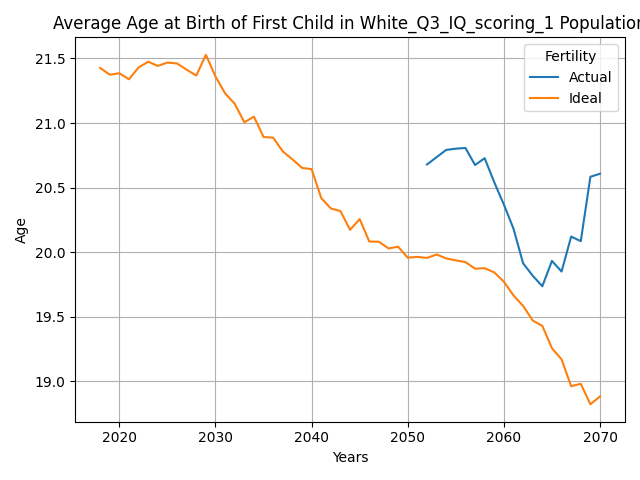 Average Age at Birth of First Child in White_Q3_IQ_scoring_1 Population
Fertility
Actual
Ideal
21.5
21.0
20.5
20.0
19.5
19.0
Age
2020
2030
2040
2050
2060
2070
Years